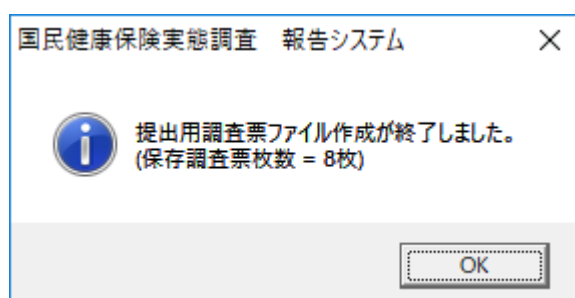 国民健康保険実態調査　報告システム
提出用調査票ファイル作成が終了しました。
(保存調査票枚数 = 8枚)
OK